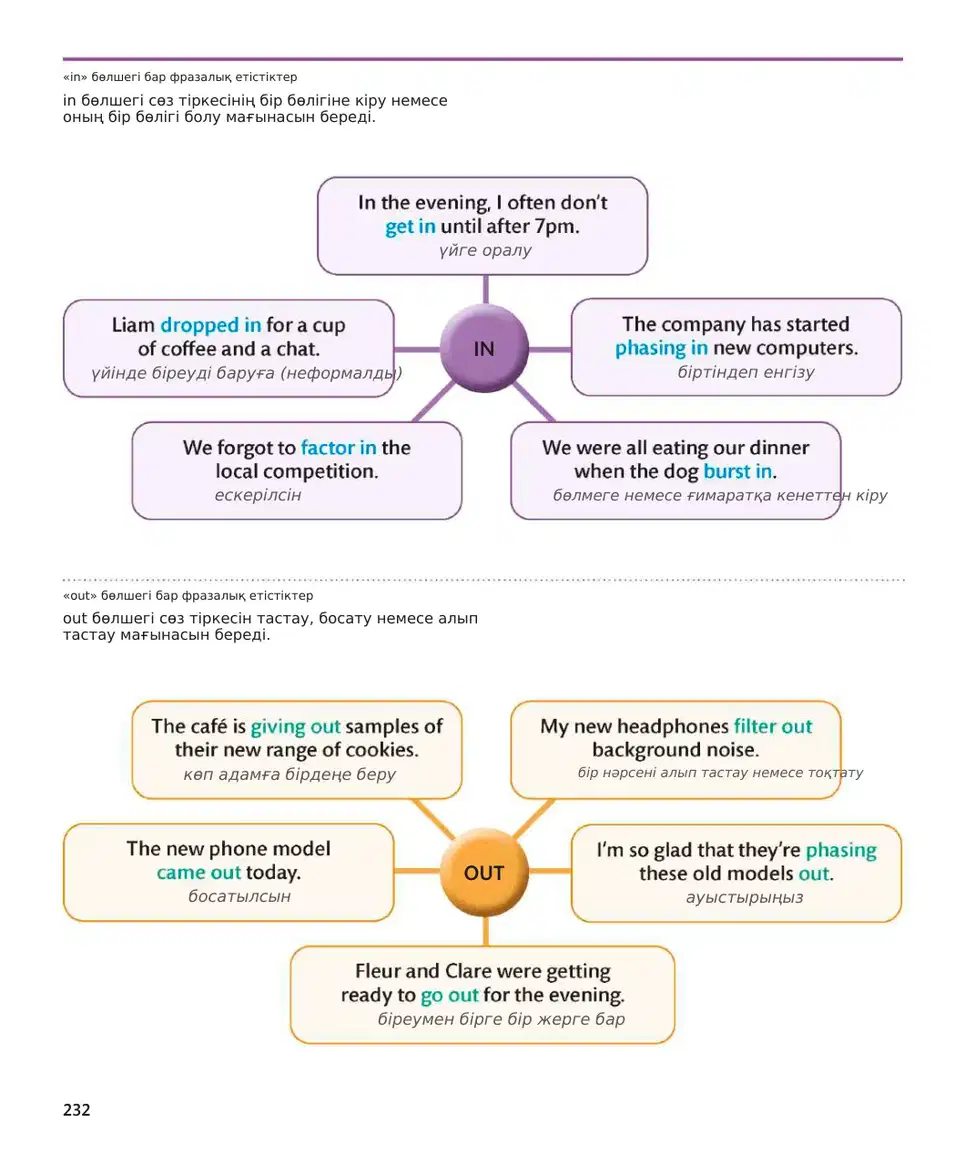 «in» бөлшегі бар фразалық етістіктер
in бөлшегі сөз тіркесінің бір бөлігіне кіру немесе
оның бір бөлігі болу мағынасын береді.
In the evening, I often don't
get in until after 7pm.
үйге оралу
Liam dropped in for a cup
of coffee and a chat.
үйінде біреуді баруға (неформалды)
IN
The company has started
phasing in new computers.
біртіндеп енгізу
We forgot to factor in the
local competition.
ескерілсін
We were all eating our dinner
when the dog burst in.
бөлмеге немесе ғимаратқа кенеттен кіру
«out» бөлшегі бар фразалық етістіктер
out бөлшегі сөз тіркесін тастау, босату немесе алып
тастау мағынасын береді.
The café is giving out samples of
their new range of cookies.
көп адамға бірдеңе беру
My new headphones filter out
background noise.
бір нәрсені алып тастау немесе тоқтату
The new phone model
came out today.
босатылсын
OUT
I'm so glad that they're phasing
these old models out.
ауыстырыңыз
Fleur and Clare were getting
ready to go out for the evening.
біреумен бірге бір жерге бар
232